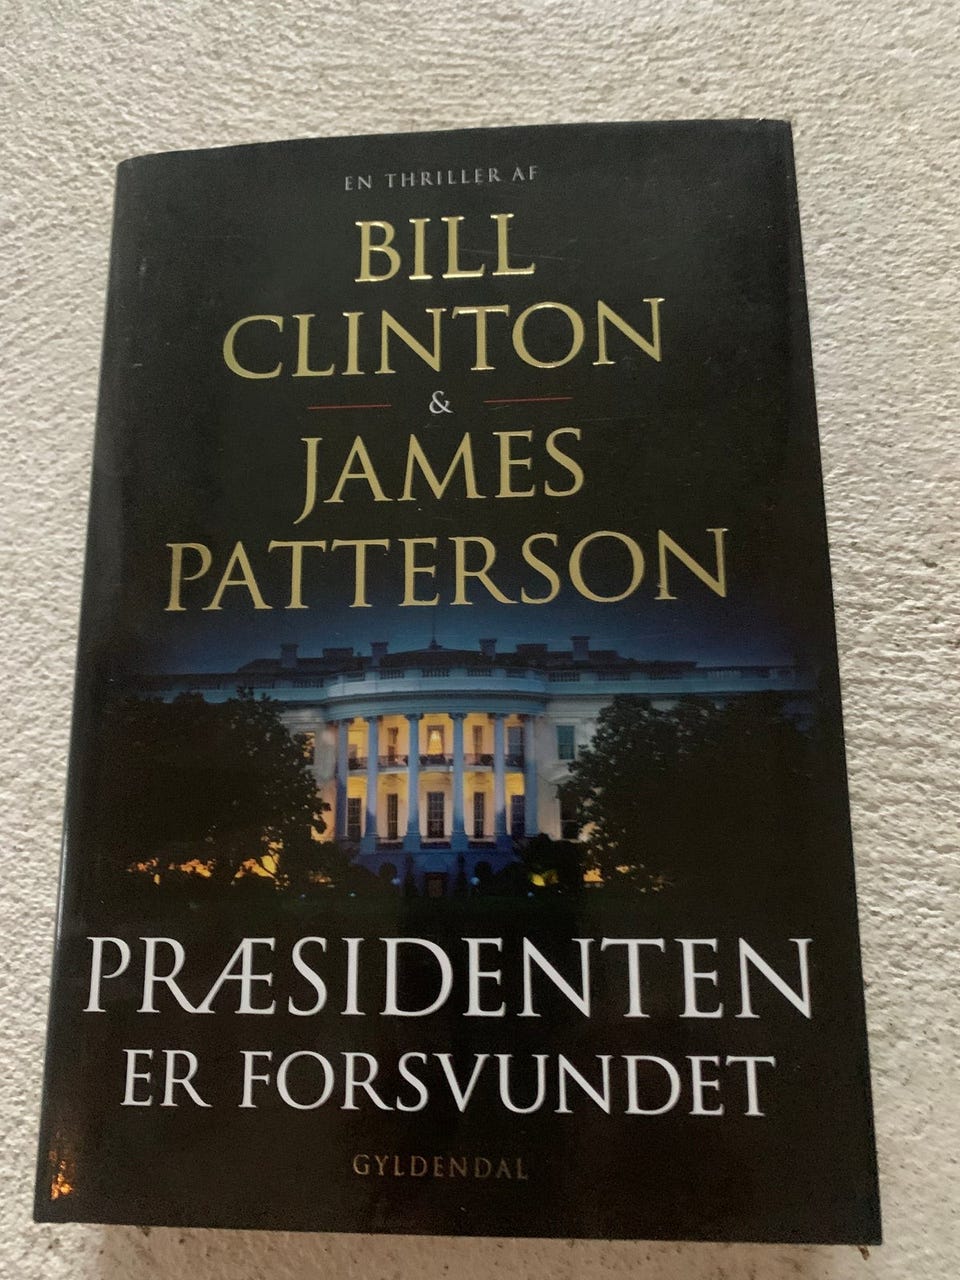 EN THRILLER AF
BILL
CLINTON
&
JAMES
PATTERSON
PRÆSIDENTEN
ER FORSVUNDET
GYLDENDAL